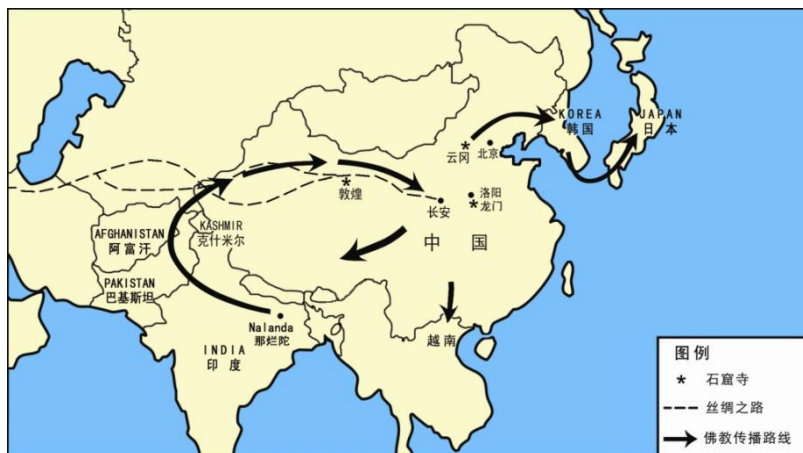 KOREA
韩国
JAPAN
日本
云冈
北京
敦煌
洛阳
龙门
长安
KASHMIR
克什米尔
AFGHANISTAN
阿富汗
中 国
PAKISTAN
巴基斯坦
Nalanda
那烂陀
INDIA
印度
越南
图例
* 石窟寺
丝绸之路
佛教传播路线